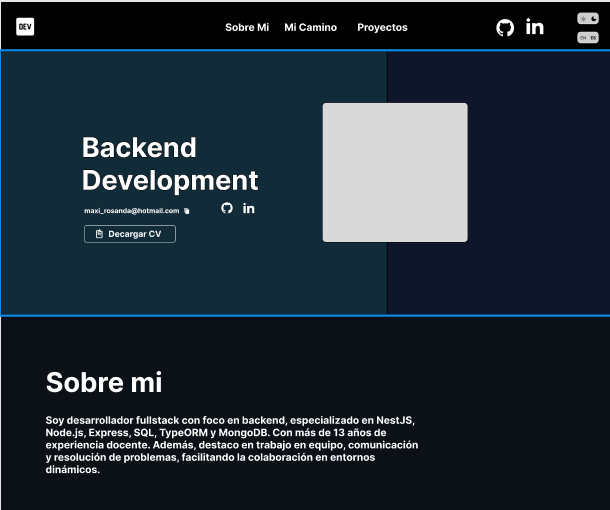 DEV
Sobre Mi Mi Camino Proyectos
EN ES
Backend
Development
maxi_rosanda@hotmail.com
Decargar CV
Sobre mi
Soy desarrollador fullstack con foco en backend, especializado en NestJS,
Node.js, Express, SQL, TypeORM y MongoDB. Con más de 13 años de
experiencia docente. Además, destaco en trabajo en equipo, comunicación
y resolución de problemas, facilitando la colaboración en entornos
dinámicos.